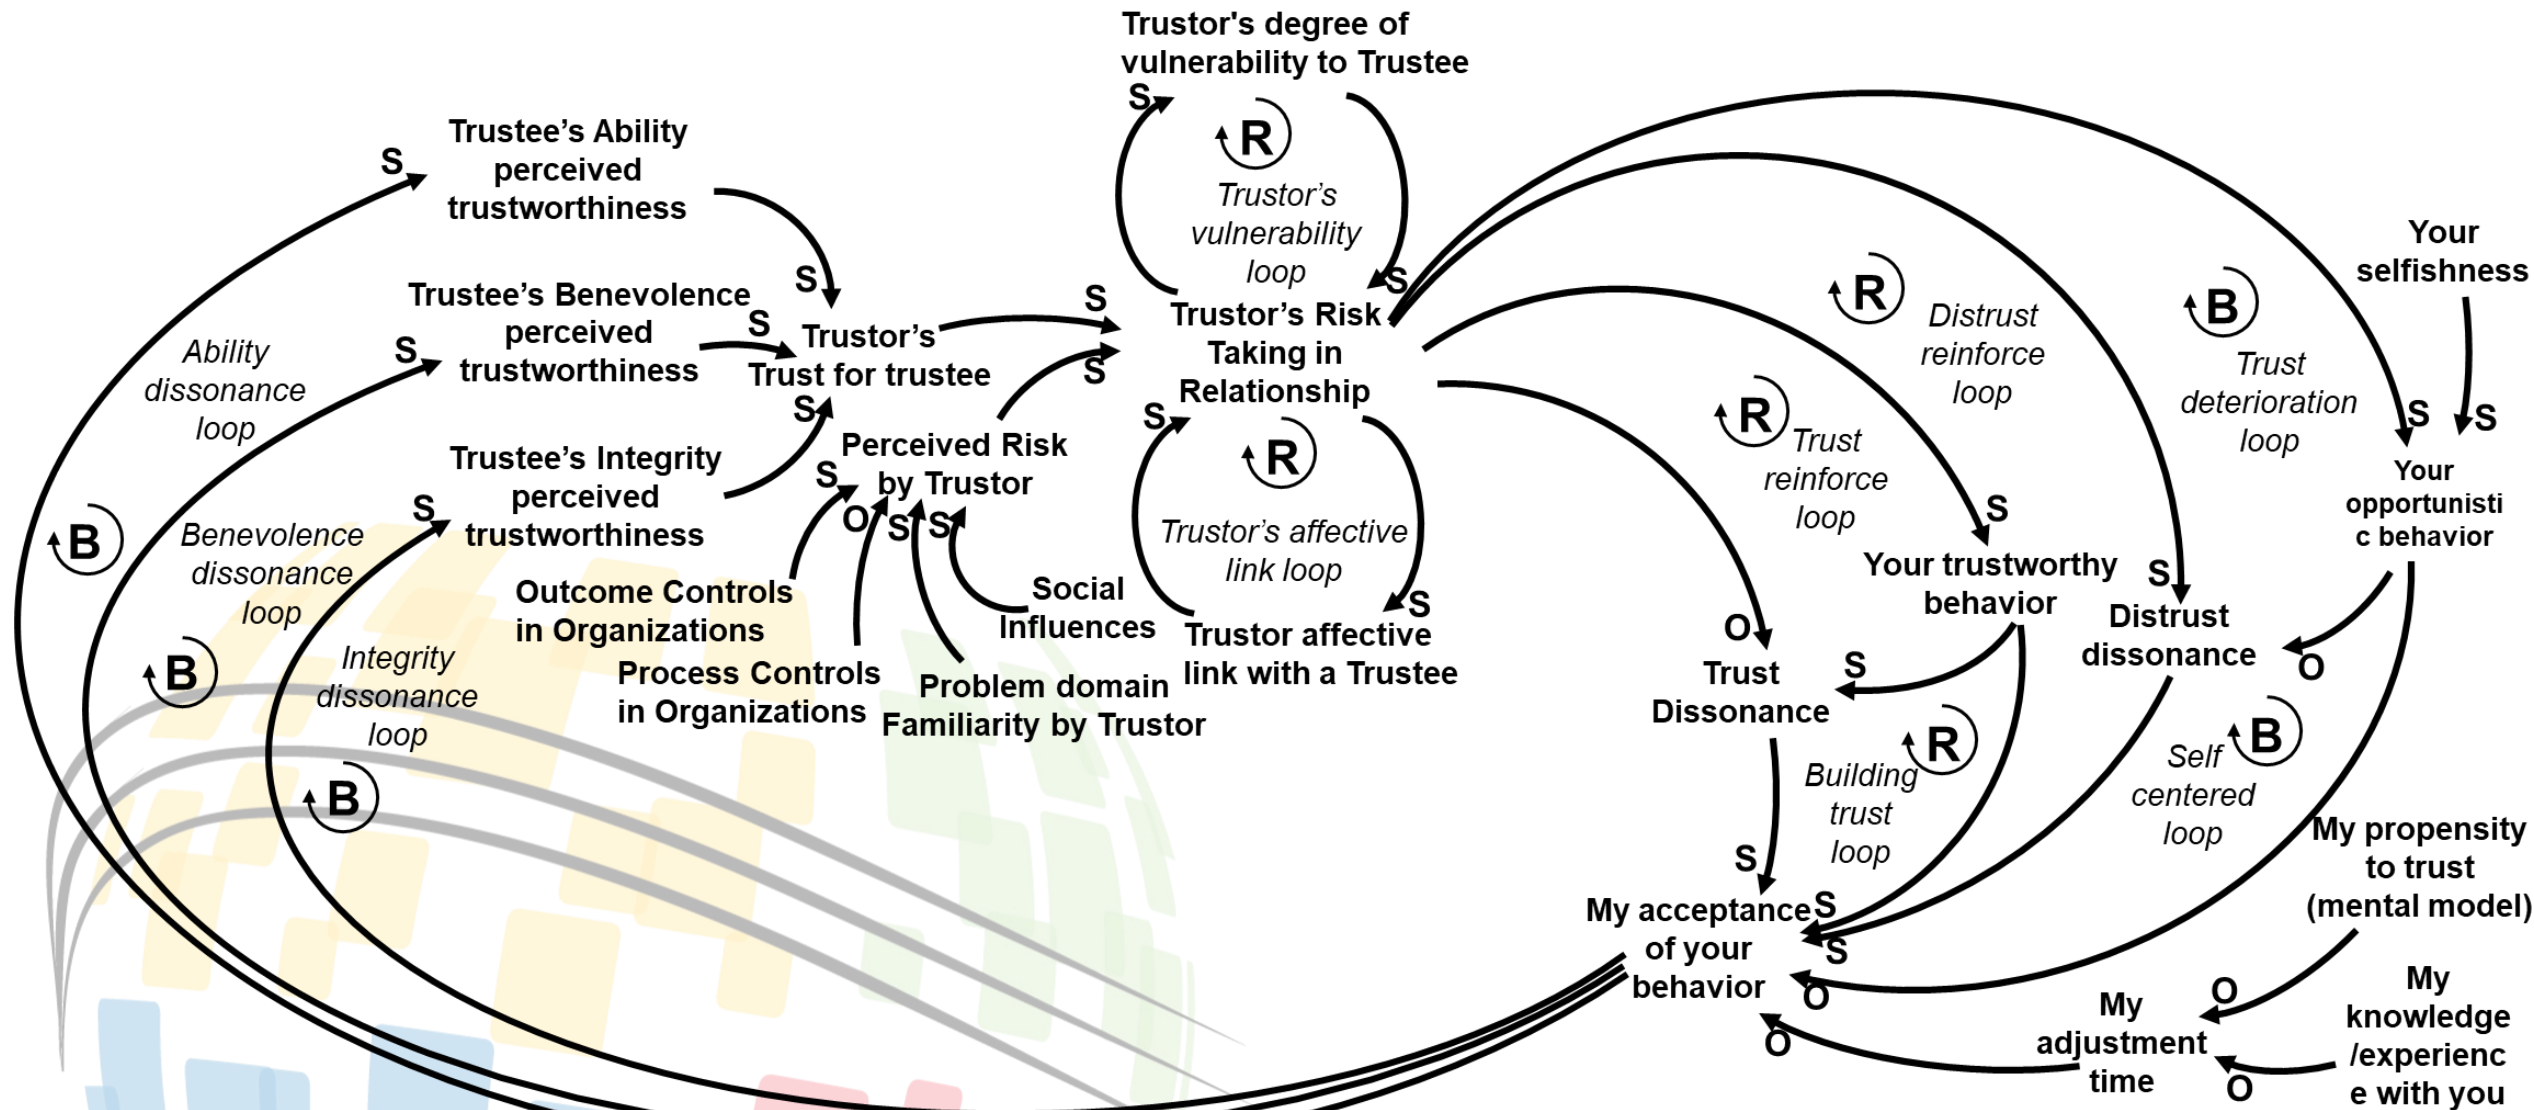 Trustor's degree of
vulnerability to Trustee
S
R
Trustor’s
vulnerability
loop
S
Trustee’s Ability
perceived
trustworthiness
S
S
Trustee’s Benevolence
perceived
trustworthiness
S
S
Trustee’s Integrity
perceived
trustworthiness
S
S
Trustor’s
Trust for trustee
S
S
Perceived Risk
by Trustor
S
O
S
S
Outcome Controls
in Organizations
Process Controls
in Organizations
Problem domain
Familiarity by Trustor
Social
Influences
Trustor’s Risk
Taking in
Relationship
S
R
Trustor’s affective
link loop
S
Trustor affective
link with a Trustee
Ability
dissonance
loop
B
Benevolence
dissonance
loop
B
Integrity
dissonance
loop
B
R
Distrust
reinforce
loop
B
Trust
deterioration
loop
R
Trust
reinforce
loop
Your
selfishness
S
S
Your
opportunisti
c behavior
S
Your trustworthy
behavior
S
Distrust
dissonance
O
O
Trust
Dissonance
S
R
Building
trust
loop
B
Self
centered
loop
S
My acceptance
of your
behavior
S
S
O
O
My propensity
to trust
(mental model)
O
My
adjustment
time
O
My
knowledge
/experienc
e with you